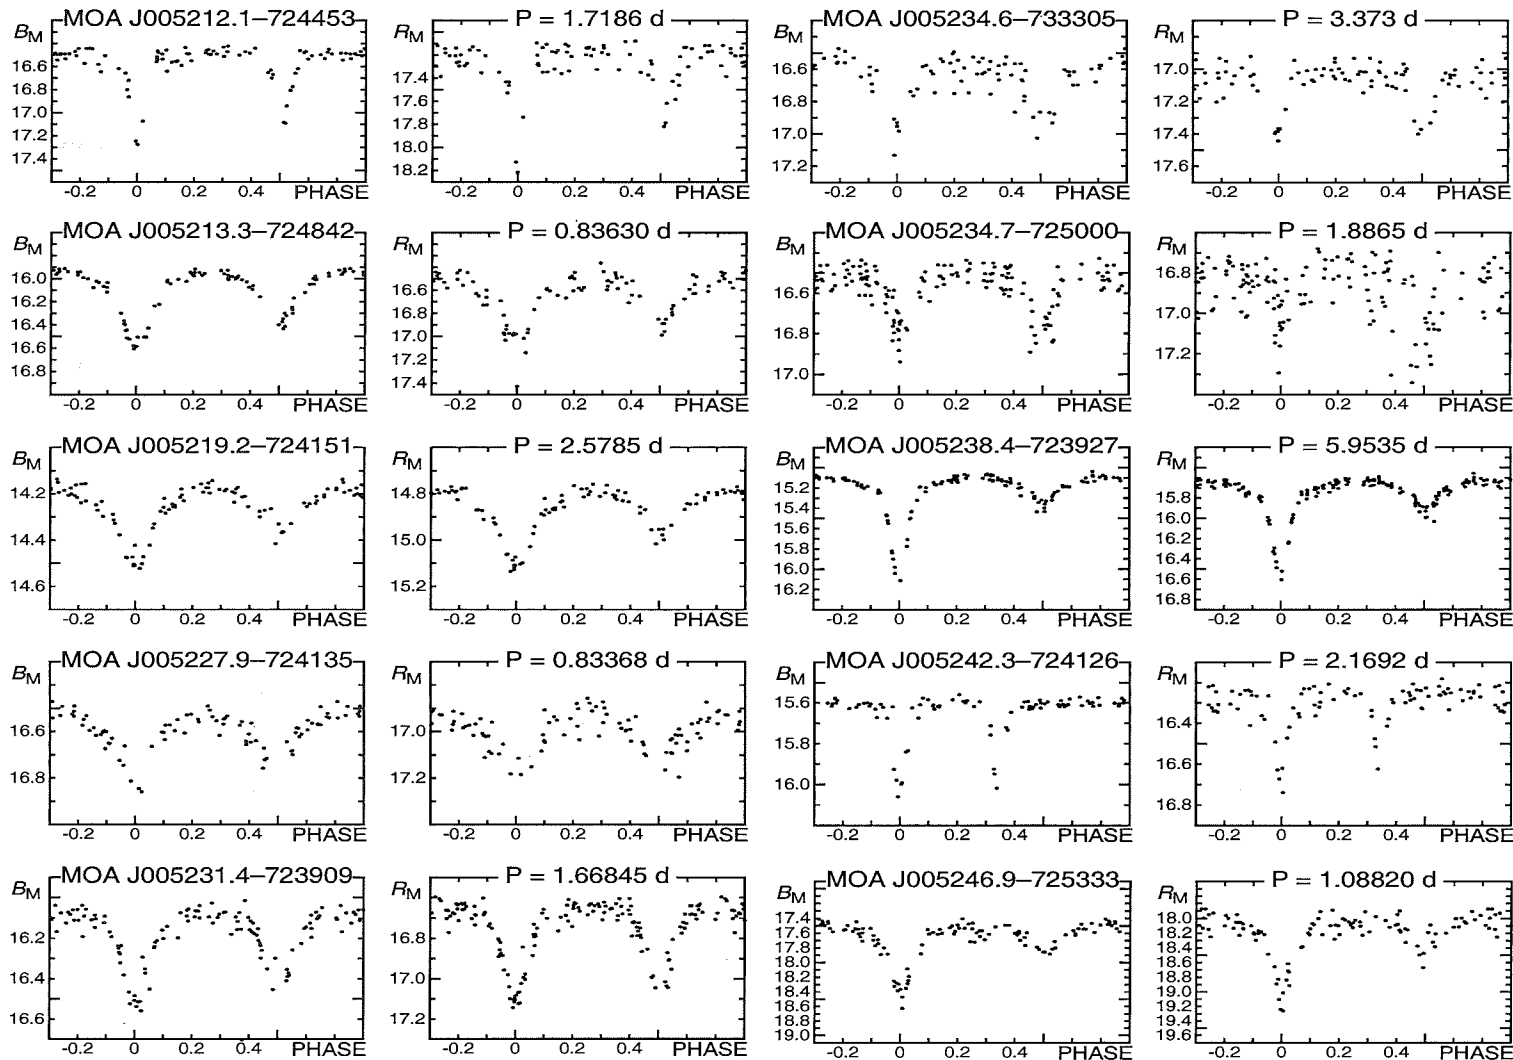 MOA J005212.1–724453
B_M
16.6
16.8
17.0
17.2
17.4
-0.2 0 0.2 0.4 PHASE
P = 1.7186 d
R_M
17.4
17.6
17.8
18.0
18.2
-0.2 0 0.2 0.4 PHASE
MOA J005234.6–733305
B_M
16.6
16.8
17.0
17.2
-0.2 0 0.2 0.4 PHASE
P = 3.373 d
R_M
17.0
17.2
17.4
17.6
-0.2 0 0.2 0.4 PHASE
MOA J005213.3–724842
B_M
16.0
16.2
16.4
16.6
16.8
-0.2 0 0.2 0.4 PHASE
P = 0.83630 d
R_M
16.6
16.8
17.0
17.2
17.4
-0.2 0 0.2 0.4 PHASE
MOA J005234.7–725000
B_M
16.6
16.8
17.0
-0.2 0 0.2 0.4 PHASE
P = 1.8865 d
R_M
16.8
17.0
17.2
-0.2 0 0.2 0.4 PHASE
MOA J005219.2–724151
B_M
14.2
14.4
14.6
-0.2 0 0.2 0.4 PHASE
P = 2.5785 d
R_M
14.8
15.0
15.2
-0.2 0 0.2 0.4 PHASE
MOA J005238.4–723927
B_M
15.2
15.4
15.6
15.8
16.0
16.2
-0.2 0 0.2 0.4 PHASE
P = 5.9535 d
R_M
15.8
16.0
16.2
16.4
16.6
16.8
-0.2 0 0.2 0.4 PHASE
MOA J005227.9–724135
B_M
16.6
16.8
-0.2 0 0.2 0.4 PHASE
P = 0.83368 d
R_M
17.0
17.2
-0.2 0 0.2 0.4 PHASE
MOA J005242.3–724126
B_M
15.6
15.8
16.0
-0.2 0 0.2 0.4 PHASE
P = 2.1692 d
R_M
16.4
16.6
16.8
-0.2 0 0.2 0.4 PHASE
MOA J005231.4–723909
B_M
16.2
16.4
16.6
-0.2 0 0.2 0.4 PHASE
P = 1.66845 d
R_M
16.8
17.0
17.2
-0.2 0 0.2 0.4 PHASE
MOA J005246.9–725333
B_M
17.4
17.6
17.8
18.0
18.2
18.4
18.6
18.8
19.0
-0.2 0 0.2 0.4 PHASE
P = 1.08820 d
R_M
18.0
18.2
18.4
18.6
18.8
19.0
19.2
19.4
19.6
-0.2 0 0.2 0.4 PHASE